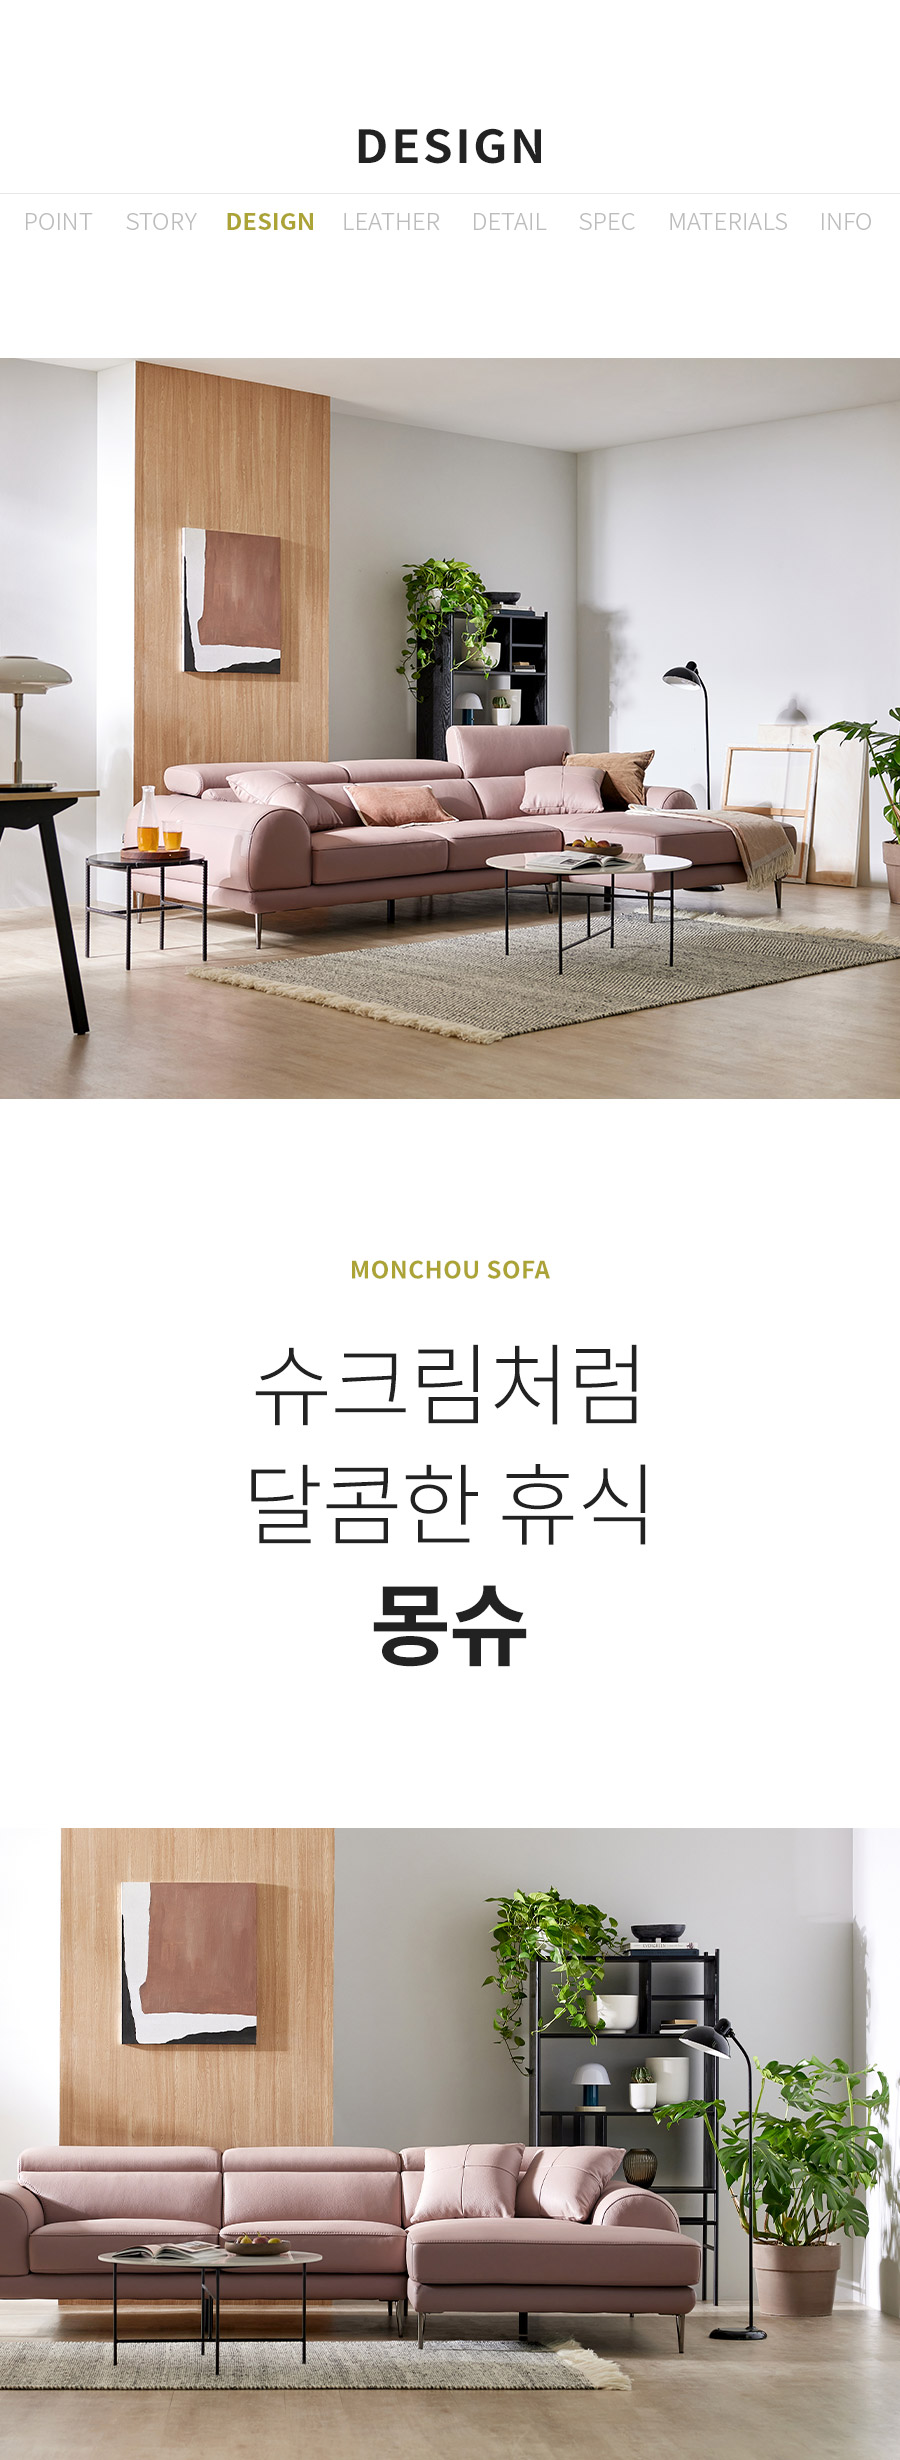 DESIGN
POINT STORY DESIGN LEATHER DETAIL SPEC MATERIALS INFO
MONCHOU SOFA
슈크림처럼
달콤한 휴식
몽슈